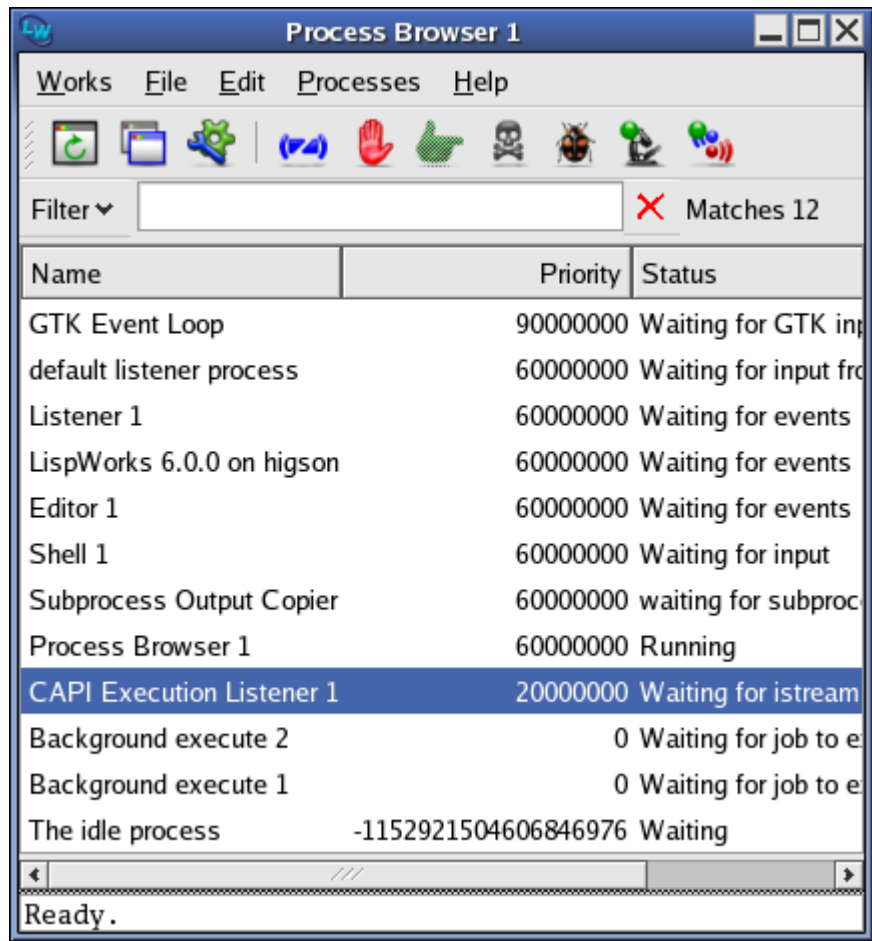 LW Process Browser 1
Works File Edit Processes Help
Filter Matches 12
Name Priority Status
GTK Event Loop 90000000 Waiting for GTK inp
default listener process 60000000 Waiting for input fro
Listener 1 60000000 Waiting for events
LispWorks 6.0.0 on higson 60000000 Waiting for events
Editor 1 60000000 Waiting for events
Shell 1 60000000 Waiting for input
Subprocess Output Copier 60000000 waiting for subproc
Process Browser 1 60000000 Running
CAPI Execution Listener 1 20000000 Waiting for istream
Background execute 2 0 Waiting for job to e
Background execute 1 0 Waiting for job to e
The idle process -1152921504606846976 Waiting
Ready.